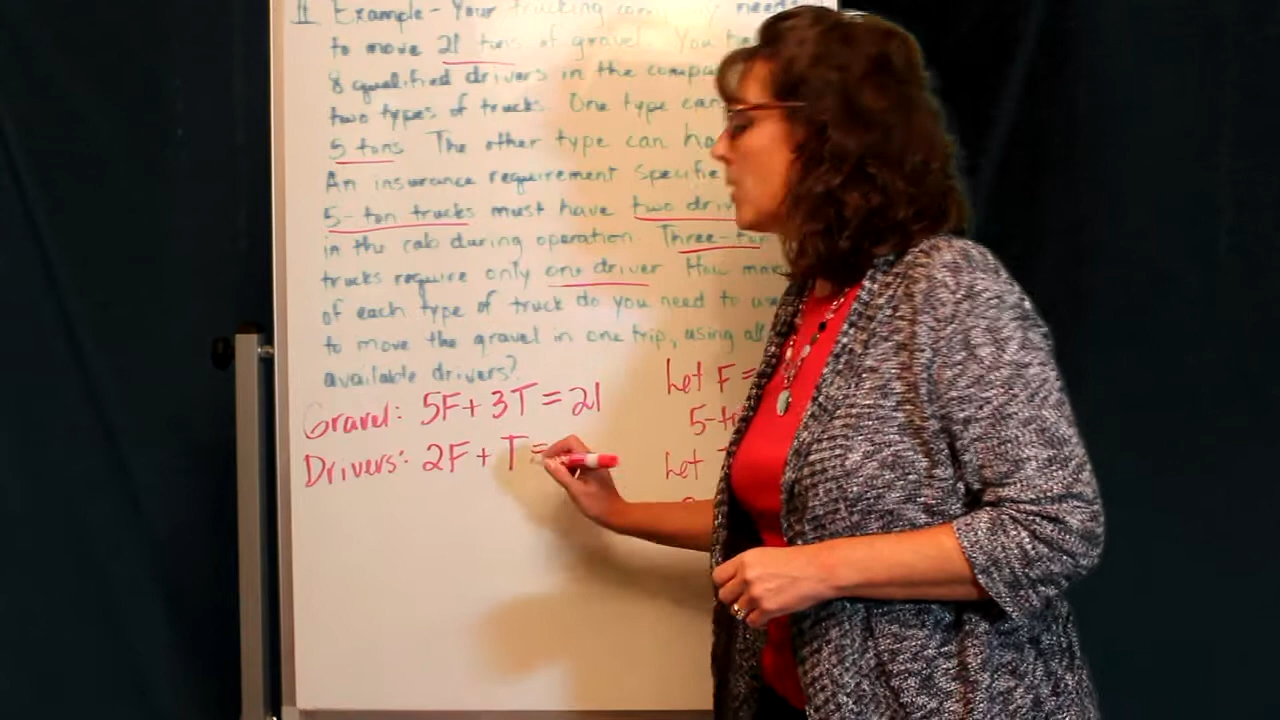 II Example - Your trucking company needs
to move 21 tons of gravel. You
8 qualified drivers in the
two types of trucks. One type can
5 tons. The other type can
An insurance requirement
5-ton trucks must have two
in the cab during operation.
trucks require only one driver. How
of each type of truck do you need to
to move the gravel in one trip, using
available drivers?
Gravel: 5F + 3T = 21
Drivers: 2F + T =
Let F =
Let